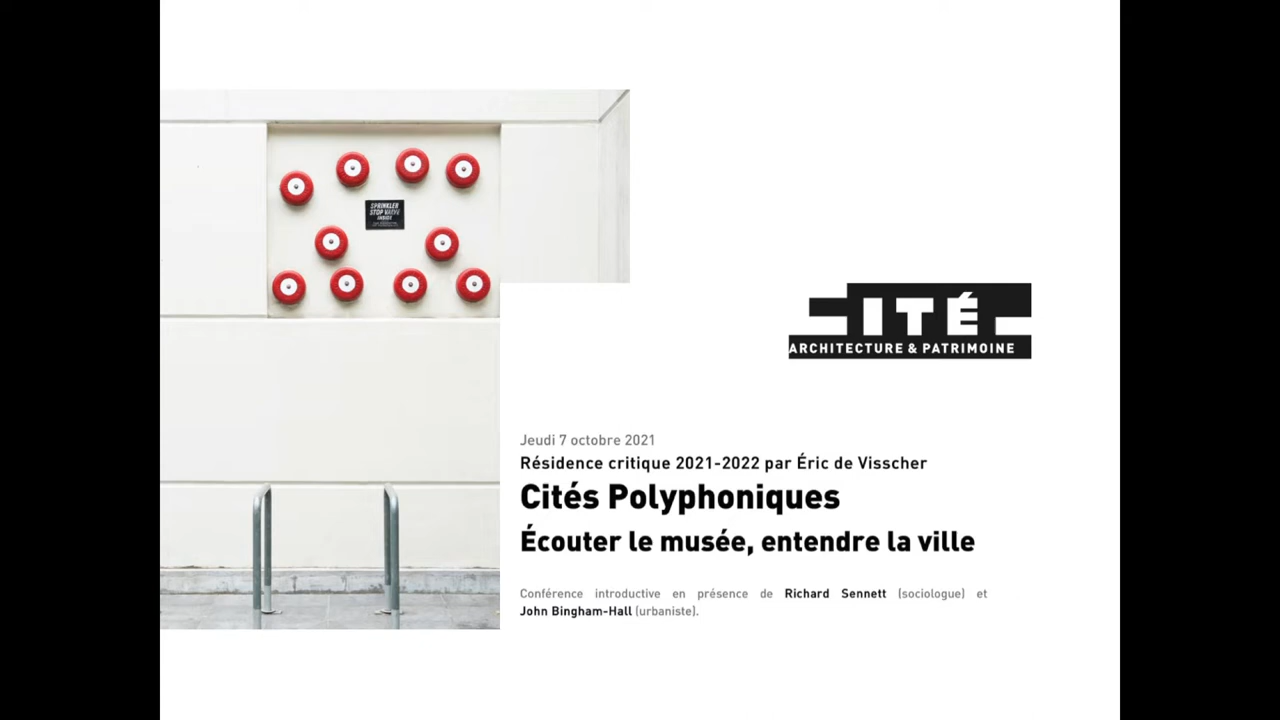 SPRINKLER
STOP VALVE
INSIDE
CITÉ
ARCHITECTURE & PATRIMOINE
Jeudi 7 octobre 2021
Résidence critique 2021-2022 par Éric de Visscher
Cités Polyphoniques
Écouter le musée, entendre la ville
Conférence introductive en présence de Richard Sennett (sociologue) et
John Bingham-Hall (urbaniste).